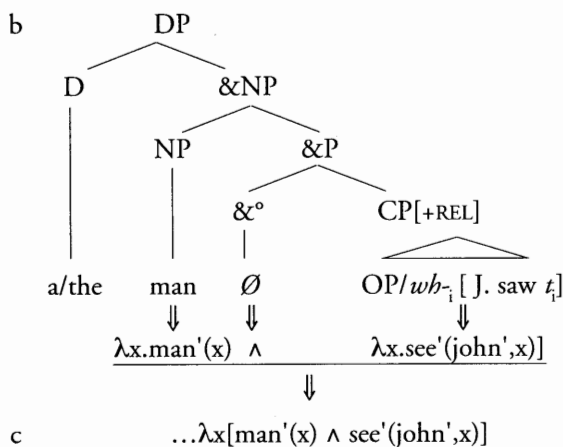 b DP
D &NP
NP &P
&° CP[+REL]
a/the man Ø OP/wh-i [ J. saw ti]
⇓ ⇓ ⇓
λx.man'(x) ∧ λx.see'(john',x)]
⇓
c …λx[man'(x) ∧ see'(john',x)]